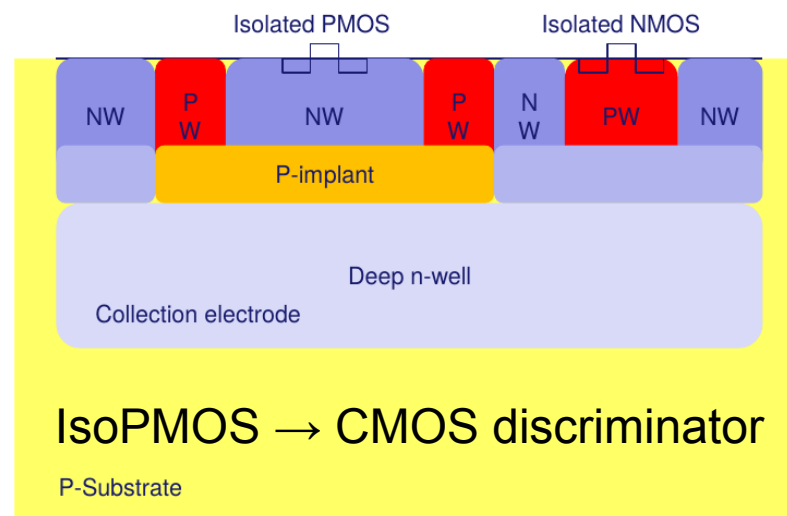 Isolated PMOS
Isolated NMOS
NW
P
W
NW
P
W
N
W
PW
NW
P-implant
Deep n-well
Collection electrode
IsoPMOS → CMOS discriminator
P-Substrate